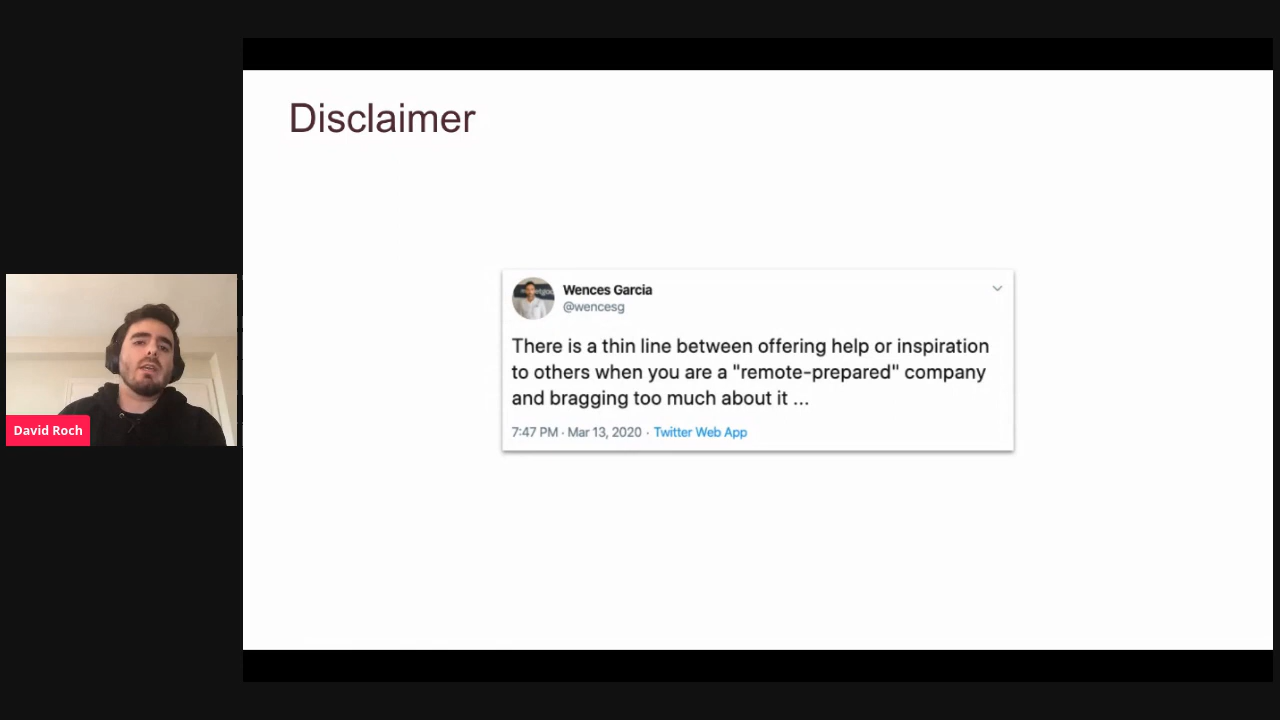 Disclaimer
Wences Garcia
@wencesg
There is a thin line between offering help or inspiration
to others when you are a "remote-prepared" company
and bragging too much about it ...
7:47 PM · Mar 13, 2020 · Twitter Web App
David Roch